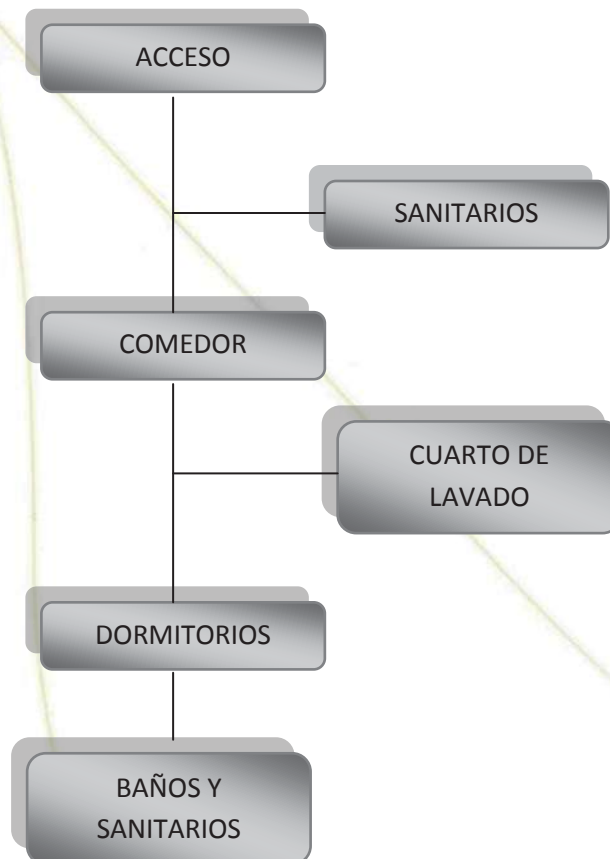 ACCESO
SANITARIOS
COMEDOR
CUARTO DE
LAVADO
DORMITORIOS
BAÑOS Y
SANITARIOS